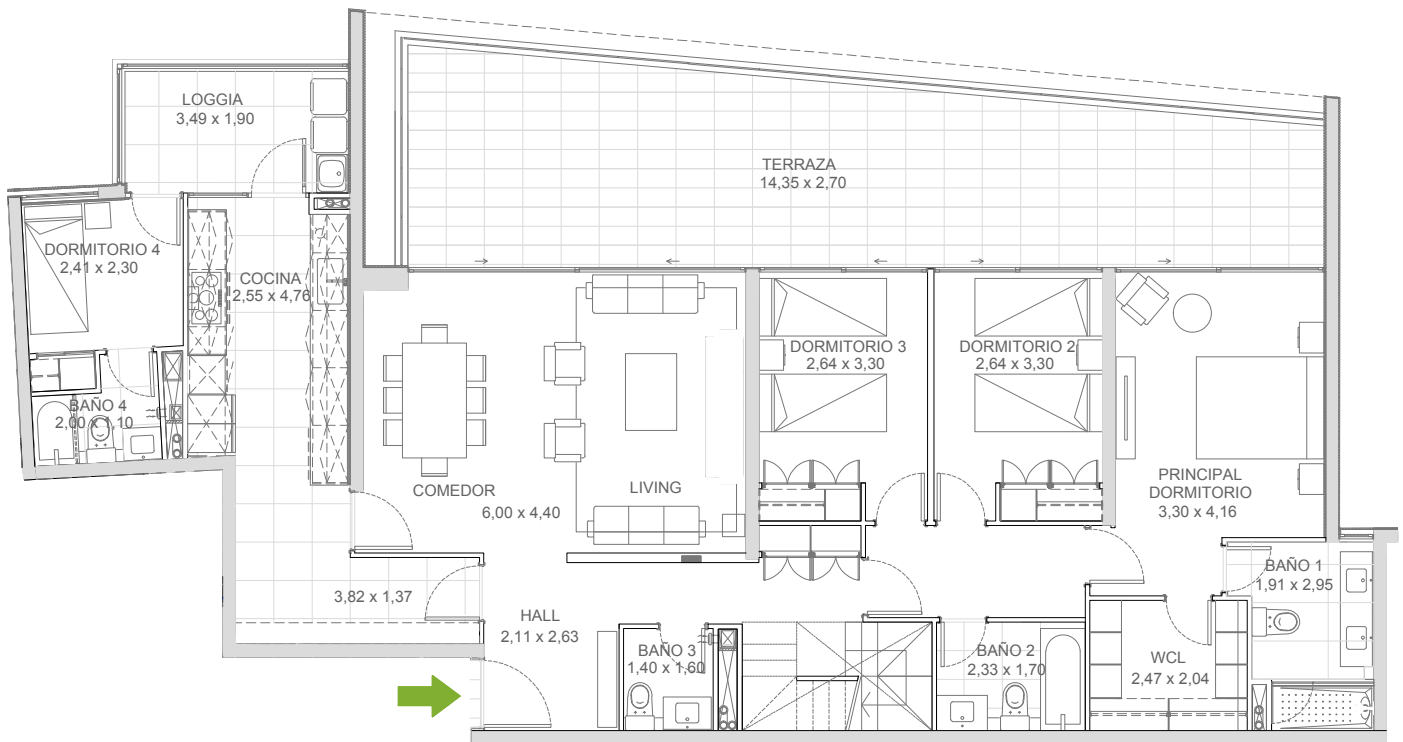 LOGGIA
3,49 x 1,90
TERRAZA
14,35 x 2,70
DORMITORIO 4
2,41 x 2,30
COCINA
2,55 x 4,76
DORMITORIO 3
2,64 x 3,30
DORMITORIO 2
2,64 x 3,30
BAÑO 4
2,00 x 1,10
COMEDOR
LIVING
6,00 x 4,40
PRINCIPAL
DORMITORIO
3,30 x 4,16
BAÑO 1
1,91 x 2,95
3,82 x 1,37
HALL
2,11 x 2,63
BAÑO 3
1,40 x 1,60
BAÑO 2
2,33 x 1,70
WCL
2,47 x 2,04